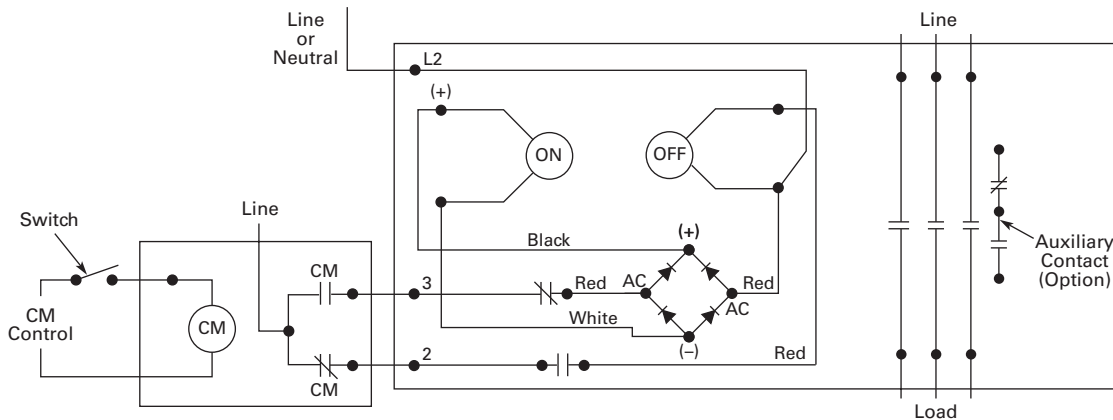 Line
or
Neutral
L2
Line
(+)
ON
OFF
Switch
Line
Black
(+)
Auxiliary
Contact
(Option)
CM
3
Red
AC
Red
CM
Control
CM
White
AC
(–)
2
Red
CM
Load